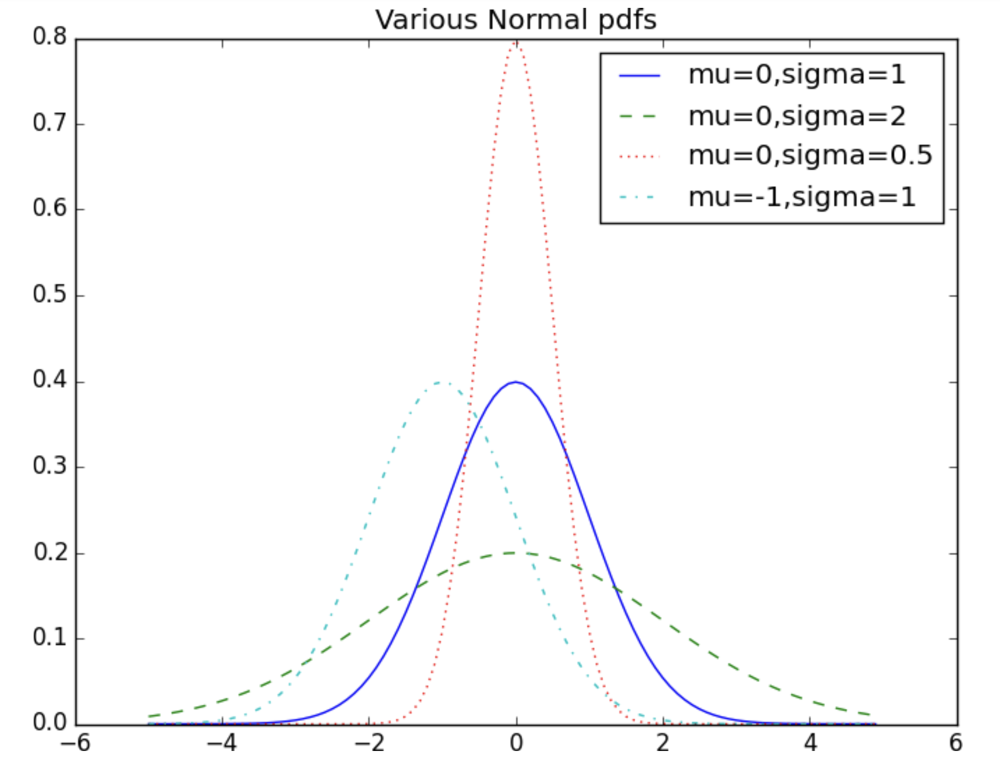 Various Normal pdfs
0.8
0.7
0.6
0.5
0.4
0.3
0.2
0.1
0.0
−6 −4 −2 0 2 4 6
mu=0,sigma=1
mu=0,sigma=2
mu=0,sigma=0.5
mu=-1,sigma=1